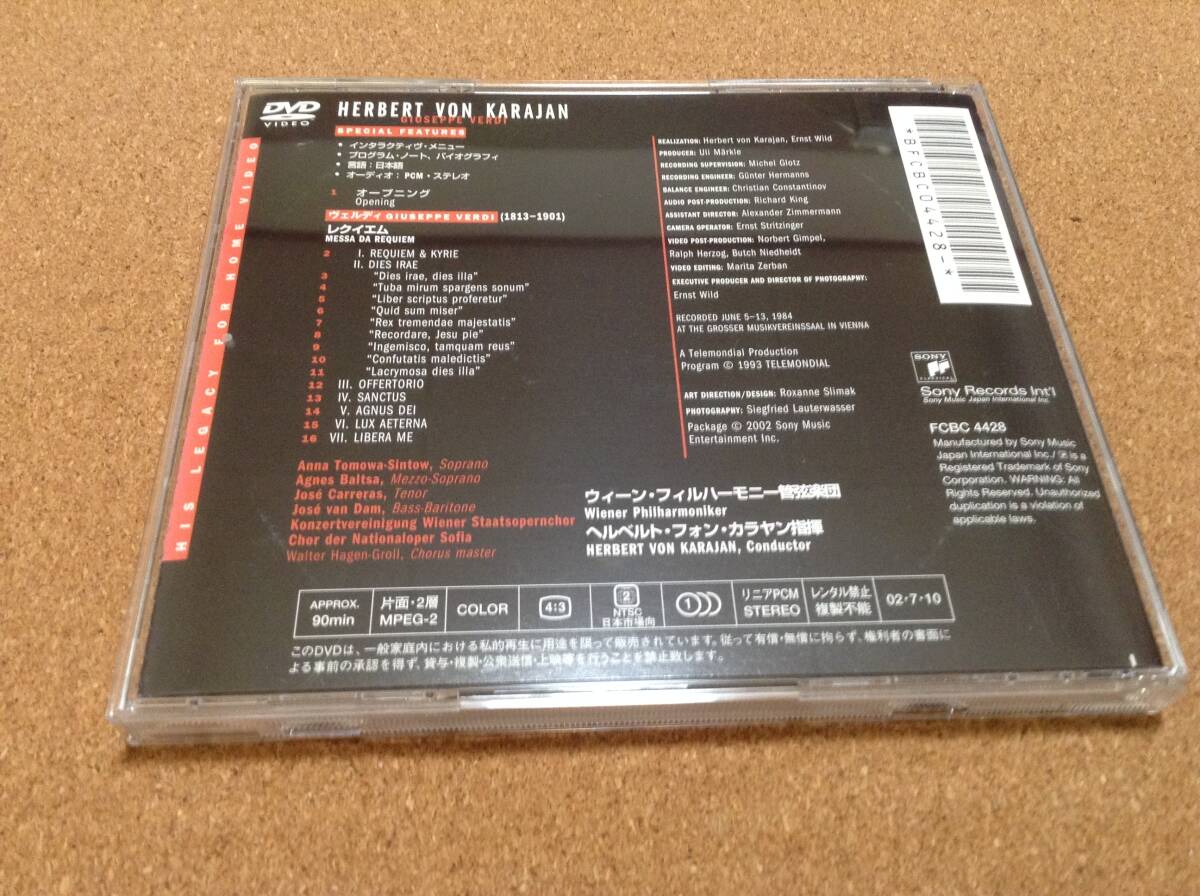 DVD
VIDEO
HERBERT VON KARAJAN
GIUSEPPE VERDI
SPECIAL FEATURES
• インタラクティヴ・メニュー
• プログラム・ノート、バイオグラフィ
• 言語：日本語
• オーディオ：PCM・ステレオ
1 オープニング
Opening
ヴェルディ GIUSEPPE VERDI (1813–1901)
レクイエム
MESSA DA REQUIEM
2 I. REQUIEM & KYRIE
II. DIES IRAE
3 "Dies irae, dies illa"
4 "Tuba mirum spargens sonum"
5 "Liber scriptus proferetur"
6 "Quid sum miser"
7 "Rex tremendae majestatis"
8 "Recordare, Jesu pie"
9 "Ingemisco, tamquam reus"
10 "Confutatis maledictis"
11 "Lacrymosa dies illa"
12 III. OFFERTORIO
13 IV. SANCTUS
14 V. AGNUS DEI
15 VI. LUX AETERNA
16 VII. LIBERA ME
Anna Tomowa-Sintow, Soprano
Agnes Baltsa, Mezzo-Soprano
José Carreras, Tenor
José van Dam, Bass-Baritone
Konzertvereinigung Wiener Staatsopernchor
Chor der Nationaloper Sofia
Walter Hagen-Groll, Chorus master
HIS LEGACY FOR HOME VIDEO
REALIZATION: Herbert von Karajan, Ernst Wild
PRODUCER: Uli Märkle
RECORDING SUPERVISION: Michel Glotz
RECORDING ENGINEER: Günter Hermanns
BALANCE ENGINEER: Christian Constantinov
AUDIO POST-PRODUCTION: Richard King
ASSISTANT DIRECTOR: Alexander Zimmermann
CAMERA OPERATOR: Ernst Stritzinger
VIDEO POST-PRODUCTION: Norbert Gimpel,
Ralph Herzog, Butch Niedheidt
VIDEO EDITING: Marita Zerban
EXECUTIVE PRODUCER AND DIRECTOR OF PHOTOGRAPHY:
Ernst Wild
RECORDED JUNE 5–13, 1984
AT THE GROSSER MUSIKVEREINSSAAL IN VIENNA
A Telemondial Production
Program © 1993 TELEMONDIAL
ART DIRECTION/DESIGN: Roxanne Slimak
PHOTOGRAPHY: Siegfried Lauterwasser
Package © 2002 Sony Music
Entertainment Inc.
ウィーン・フィルハーモニー管弦楽団
Wiener Philharmoniker
ヘルベルト・フォン・カラヤン指揮
HERBERT VON KARAJAN, Conductor
*BFCBC04428-*
SONY
CLASSICAL
Sony Records Int'l
Sony Music Japan International Inc.
FCBC 4428
Manufactured by Sony Music
Japan International Inc./ is a
Registered Trademark of Sony
Corporation. WARNING: All
Rights Reserved. Unauthorized
duplication is a violation of
applicable laws.
APPROX.
90min
片面・2層
MPEG-2
COLOR
4:3
2
NTSC
日本市場向
1
リニアPCM
STEREO
レンタル禁止
複製不能
02・7・10
このDVDは、一般家庭内における私的再生に用途を限って販売されています。従って有償・無償に拘らず、権利者の書面に
よる事前の承認を得ず、貸与・複製・公衆送信・上映等を行うことを禁止致します。